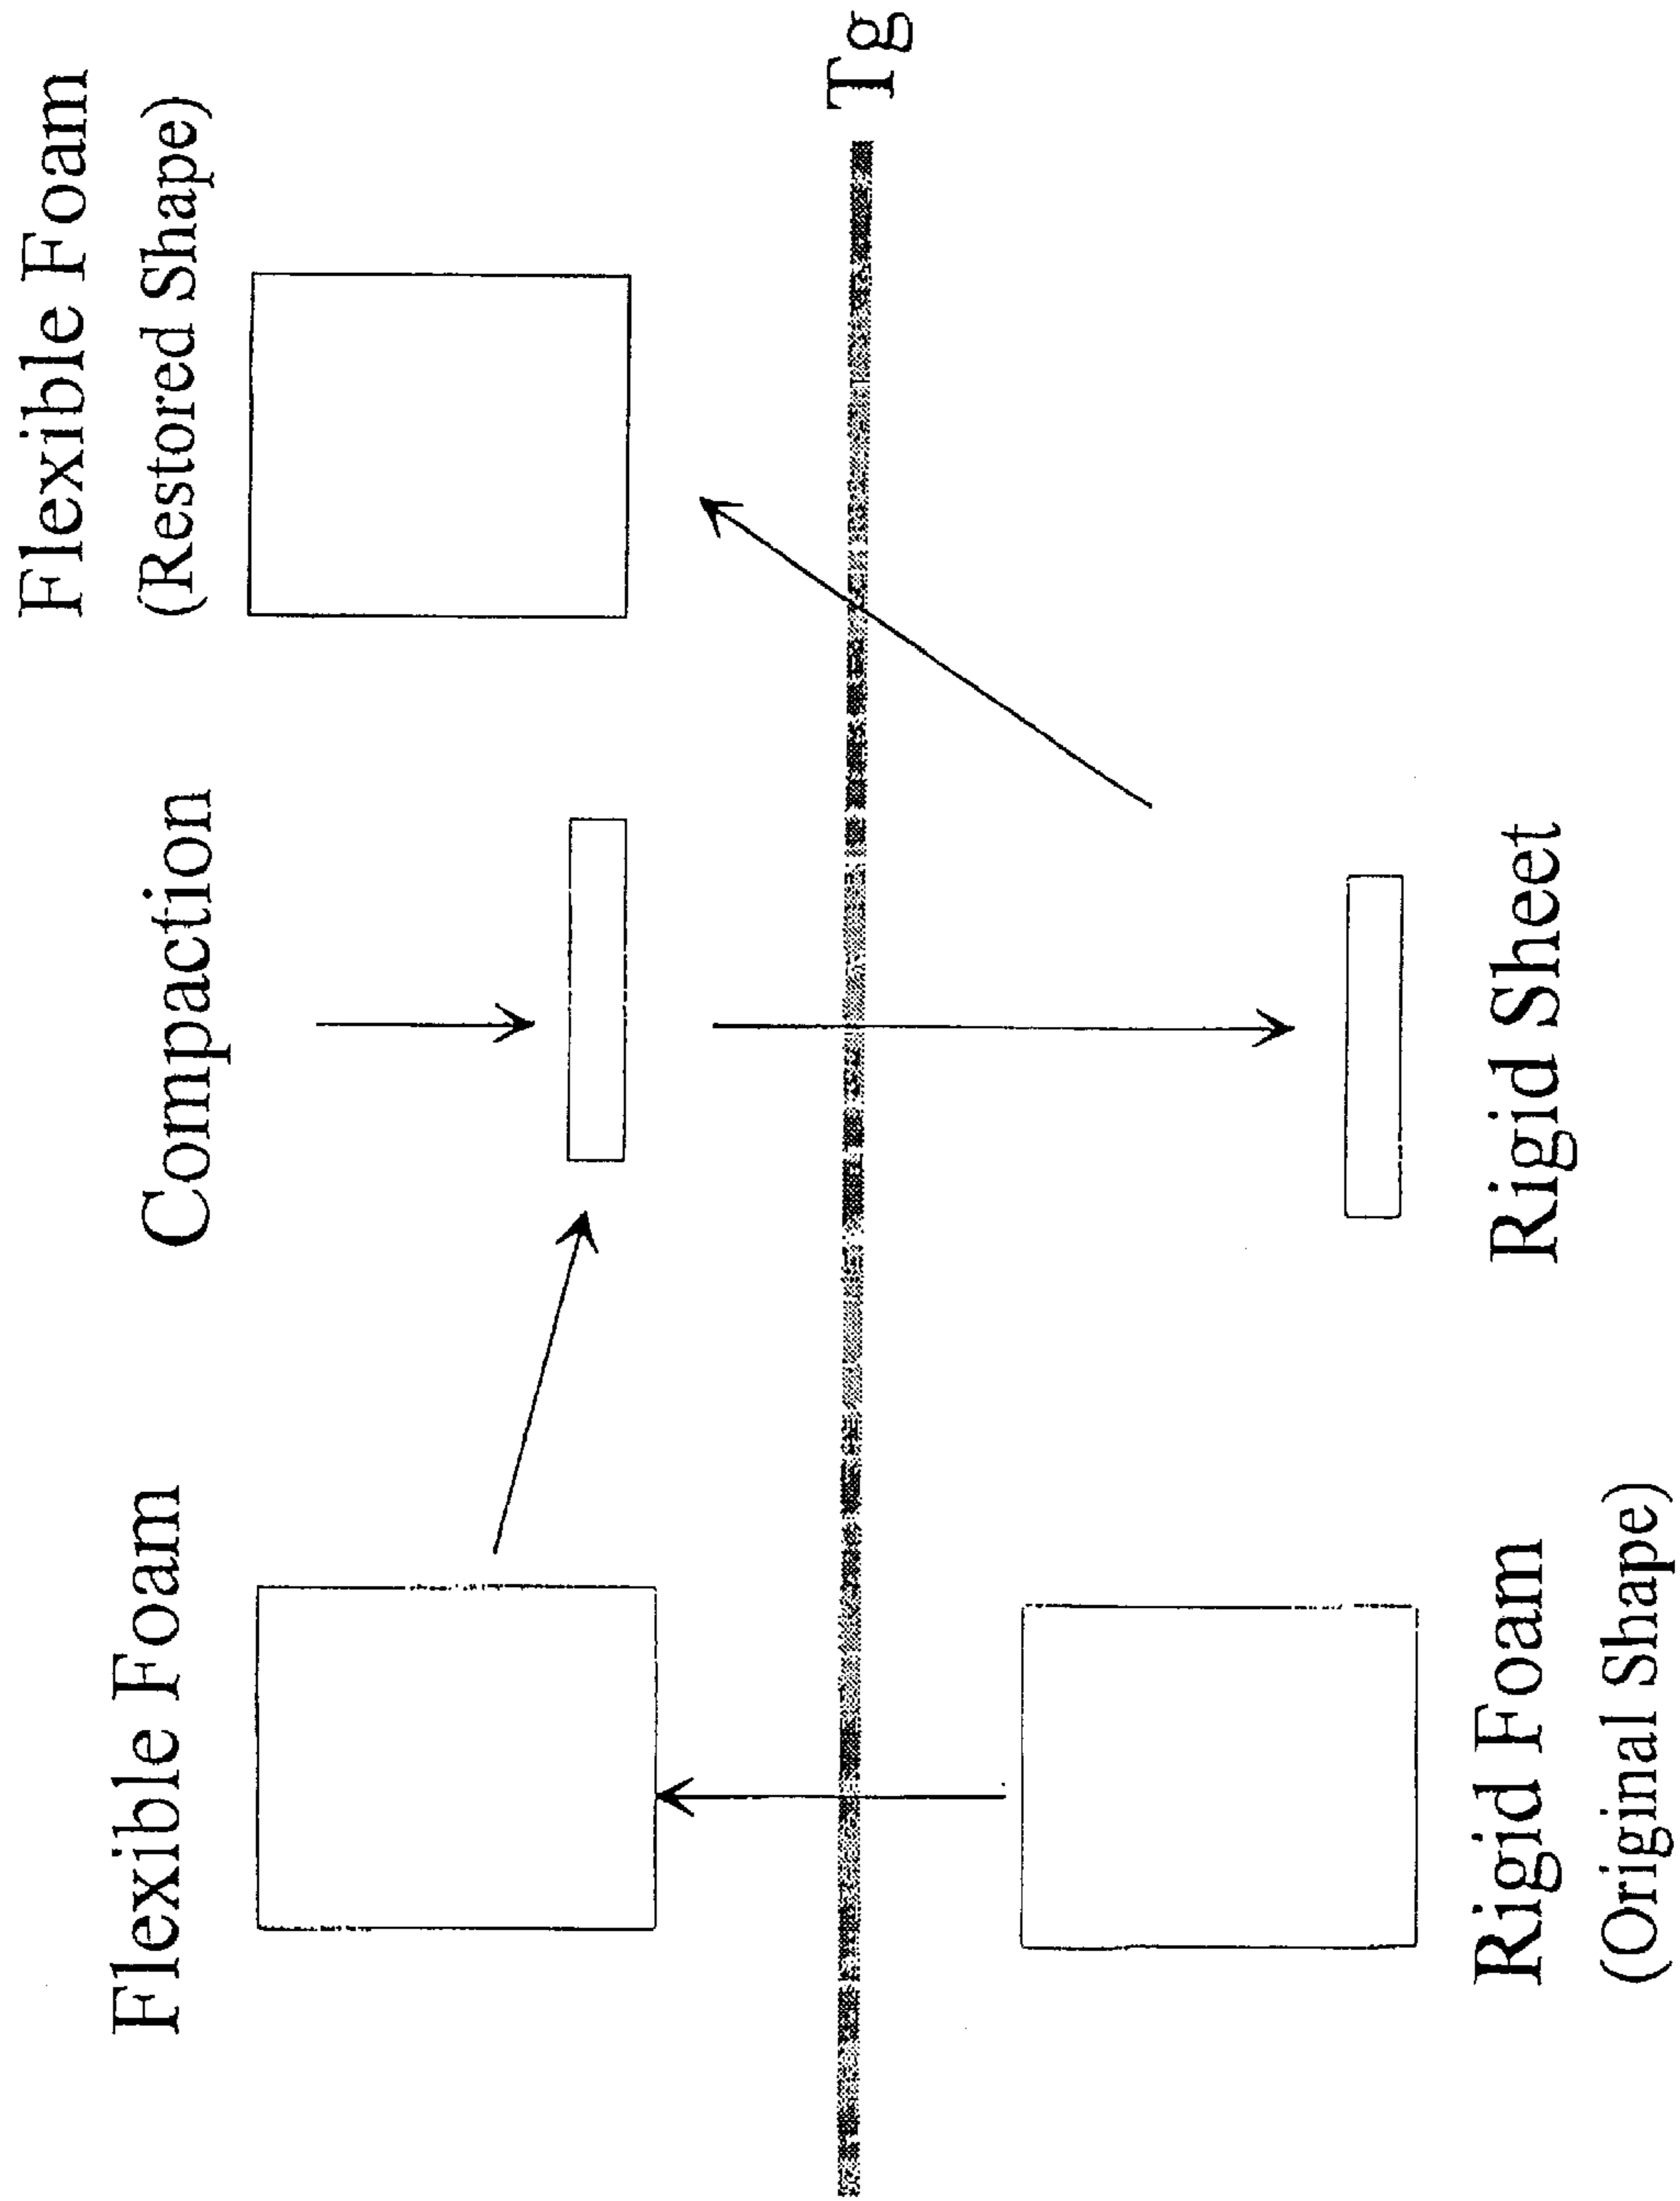 Flexible Foam
Compaction
Flexible Foam
(Restored Shape)
Tg
Rigid Foam
(Original Shape)
Rigid Sheet